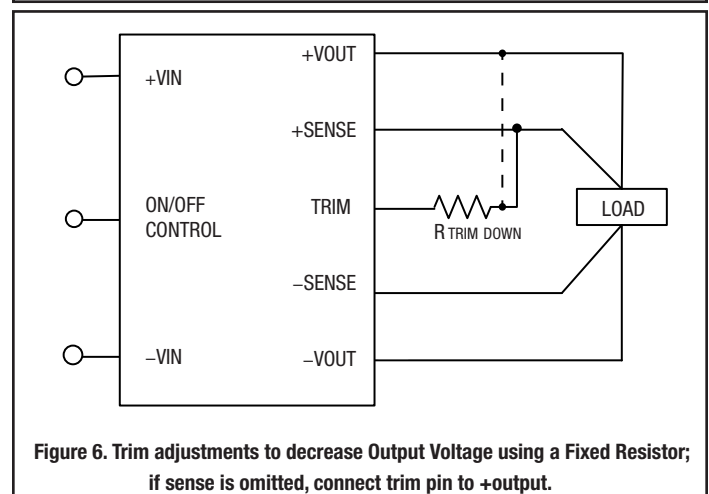 +VOUT
+VIN
+SENSE
ON/OFF
CONTROL
TRIM
R TRIM DOWN
LOAD
−SENSE
−VIN
−VOUT
Figure 6. Trim adjustments to decrease Output Voltage using a Fixed Resistor;
if sense is omitted, connect trim pin to +output.